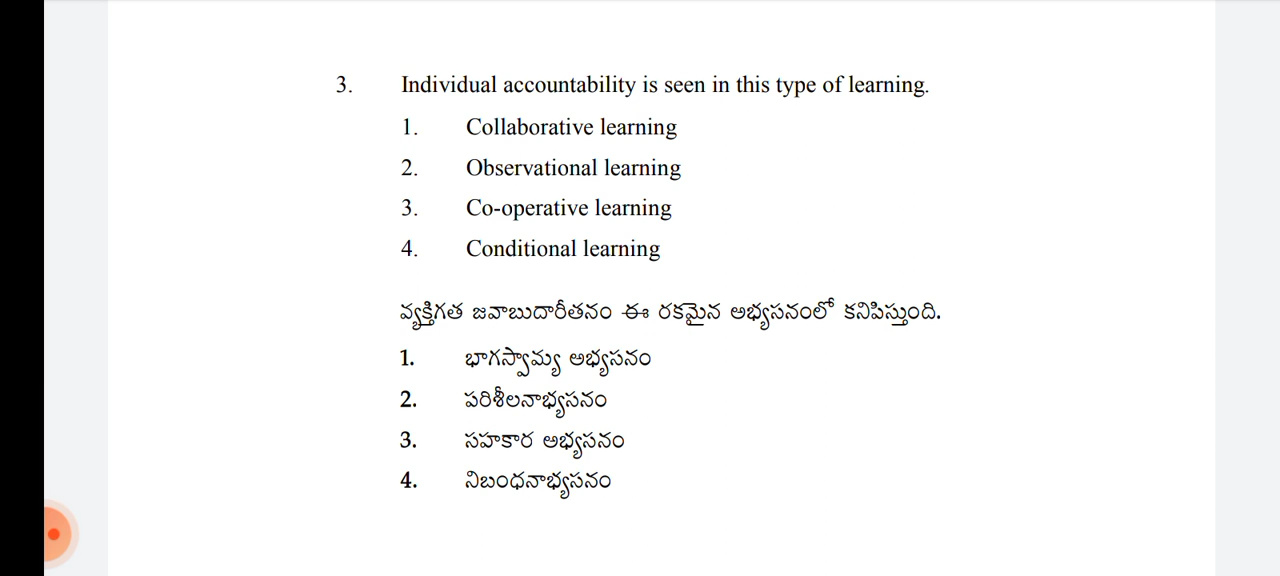 3. Individual accountability is seen in this type of learning.
1. Collaborative learning
2. Observational learning
3. Co-operative learning
4. Conditional learning
వ్యక్తిగత జవాబుదారీతనం ఈ రకమైన అభ్యసనంలో కనిపిస్తుంది.
1. భాగస్వామ్య అభ్యసనం
2. పరిశీలనాభ్యసనం
3. సహకార అభ్యసనం
4. నిబంధనాభ్యసనం